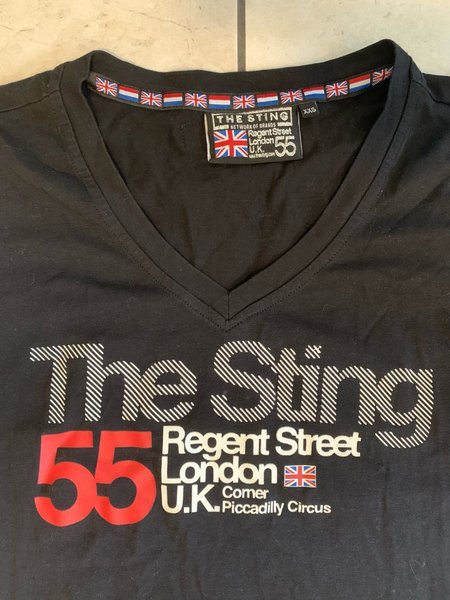 THE STING
NETWORK OF BRANDS
Regent Street
London
U.K. 55
XXS
The Sting
55 Regent Street
London
U.K. Corner
Piccadilly Circus